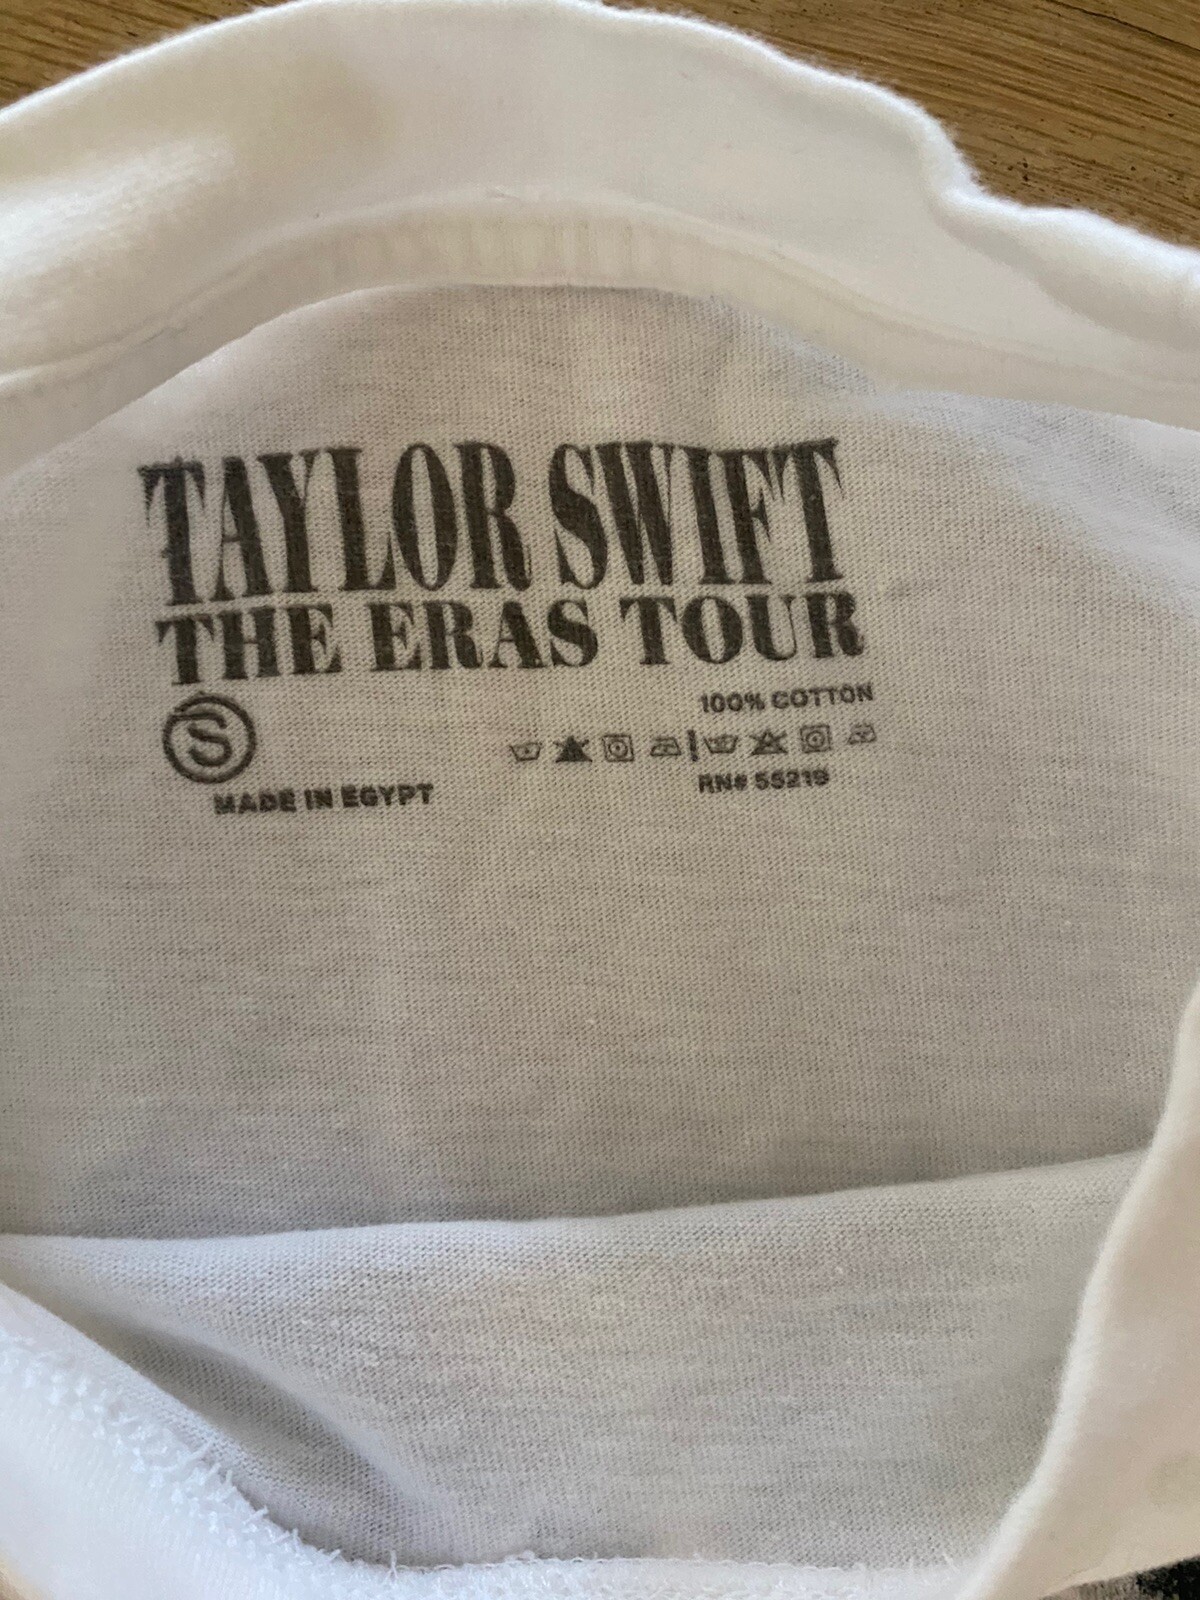 TAYLOR SWIFT
THE ERAS TOUR
S
100% COTTON
MADE IN EGYPT
RN# 55219